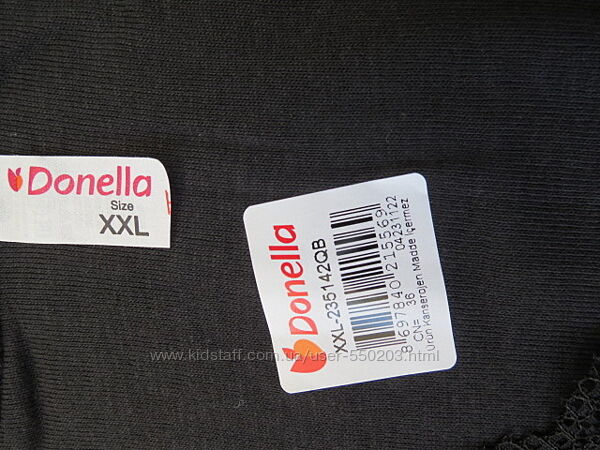 Donella
Size
XXL
Donella
XXL-235142QB
8697840215569
04231122
CN= 36
Ürün Kanserojen Madde İçermez
www.kidstaff.com.ua/user-550203.html